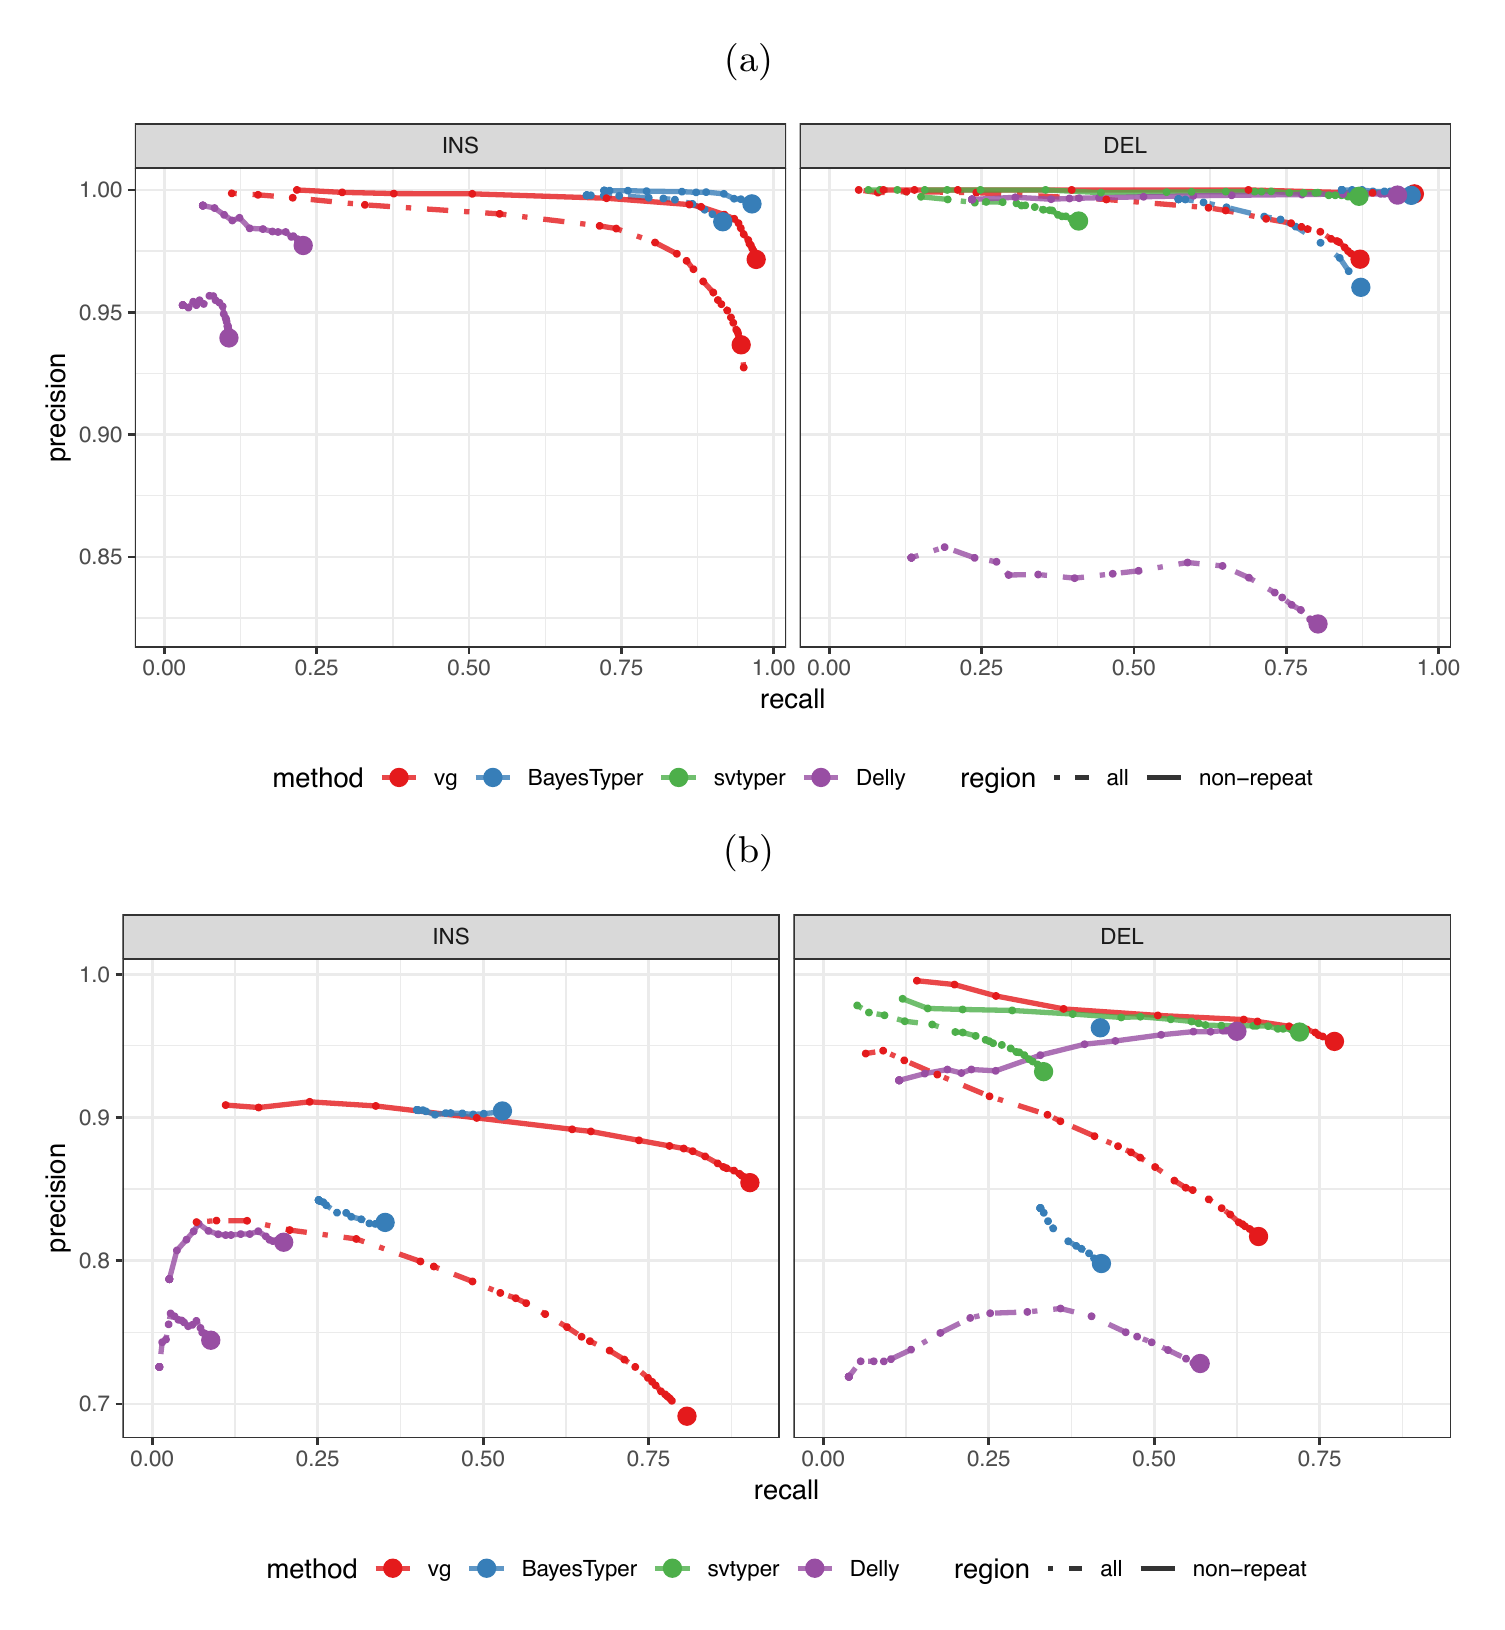 (a)
INS DEL
1.00
0.95
0.90
0.85
precision
0.00 0.25 0.50 0.75 1.00 0.00 0.25 0.50 0.75 1.00
recall
method vg BayesTyper svtyper Delly region all non−repeat
(b)
INS DEL
1.0
0.9
0.8
0.7
precision
0.00 0.25 0.50 0.75 0.00 0.25 0.50 0.75
recall
method vg BayesTyper svtyper Delly region all non−repeat